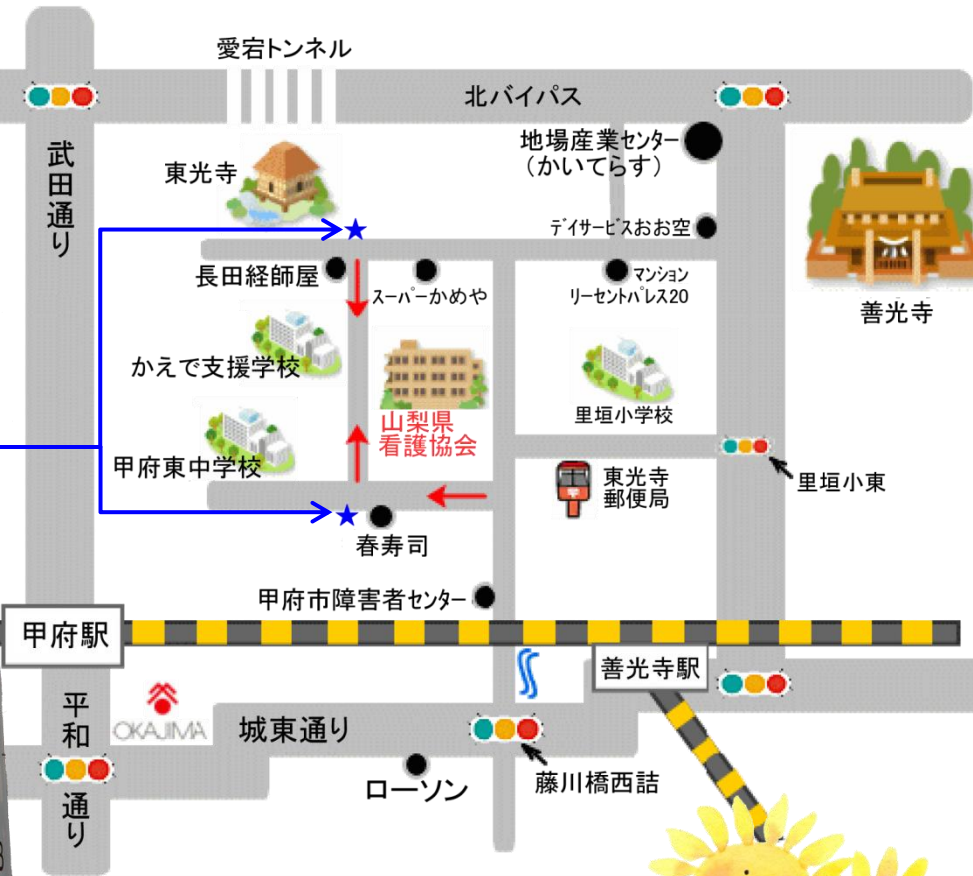 愛宕トンネル
北バイパス
武田通り
東光寺
地場産業センター
(かいてらす)
デイサービスおお空
長田経師屋
スーパーかめや
マンション
リーセントパレス20
善光寺
かえで支援学校
山梨県
看護協会
里垣小学校
甲府東中学校
東光寺
郵便局
里垣小東
春寿司
甲府市障害者センター
甲府駅
善光寺駅
平和通り
OKAJIMA
城東通り
ローソン
藤川橋西詰